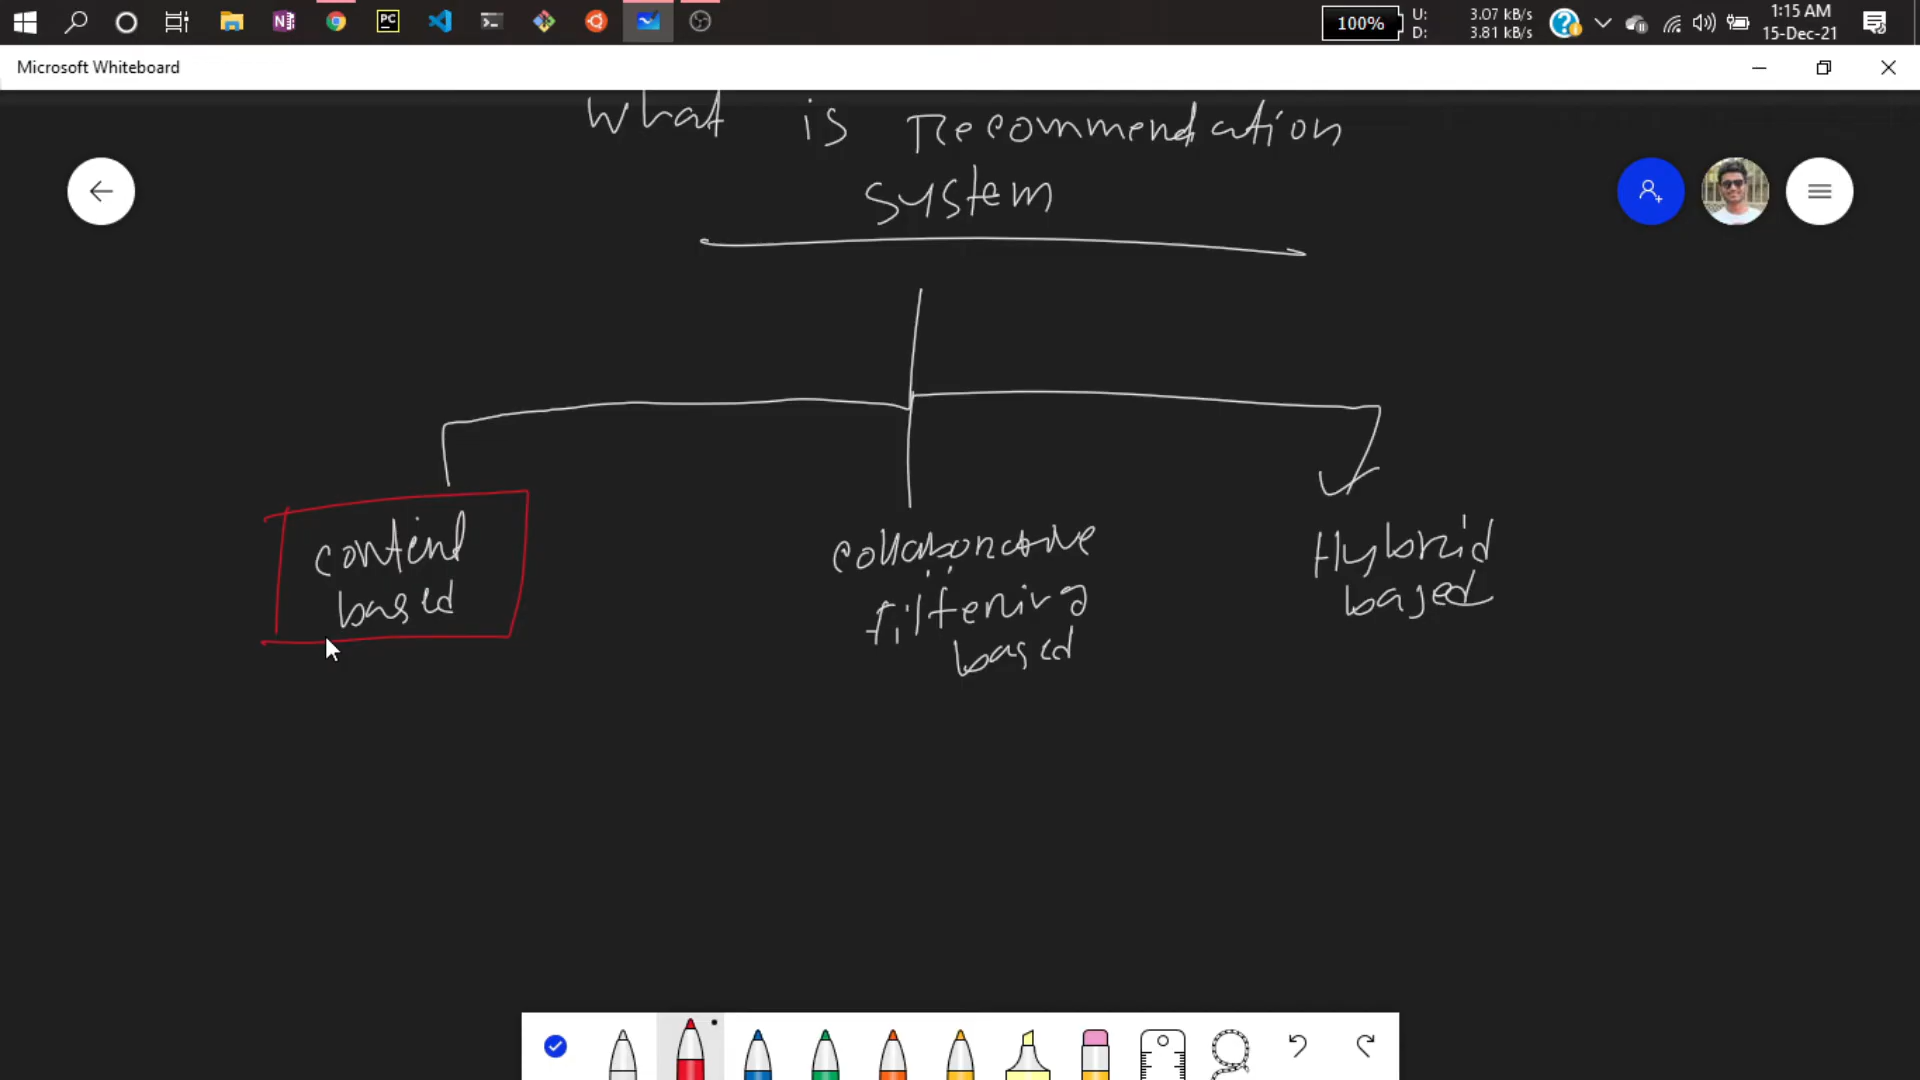 PC
100%
U: 3.07 kB/s
D: 3.81 kB/s
1:15 AM
15-Dec-21
Microsoft Whiteboard
What is Recommendation
system
content
based
collaborative
filtering
based
Hybrid
based